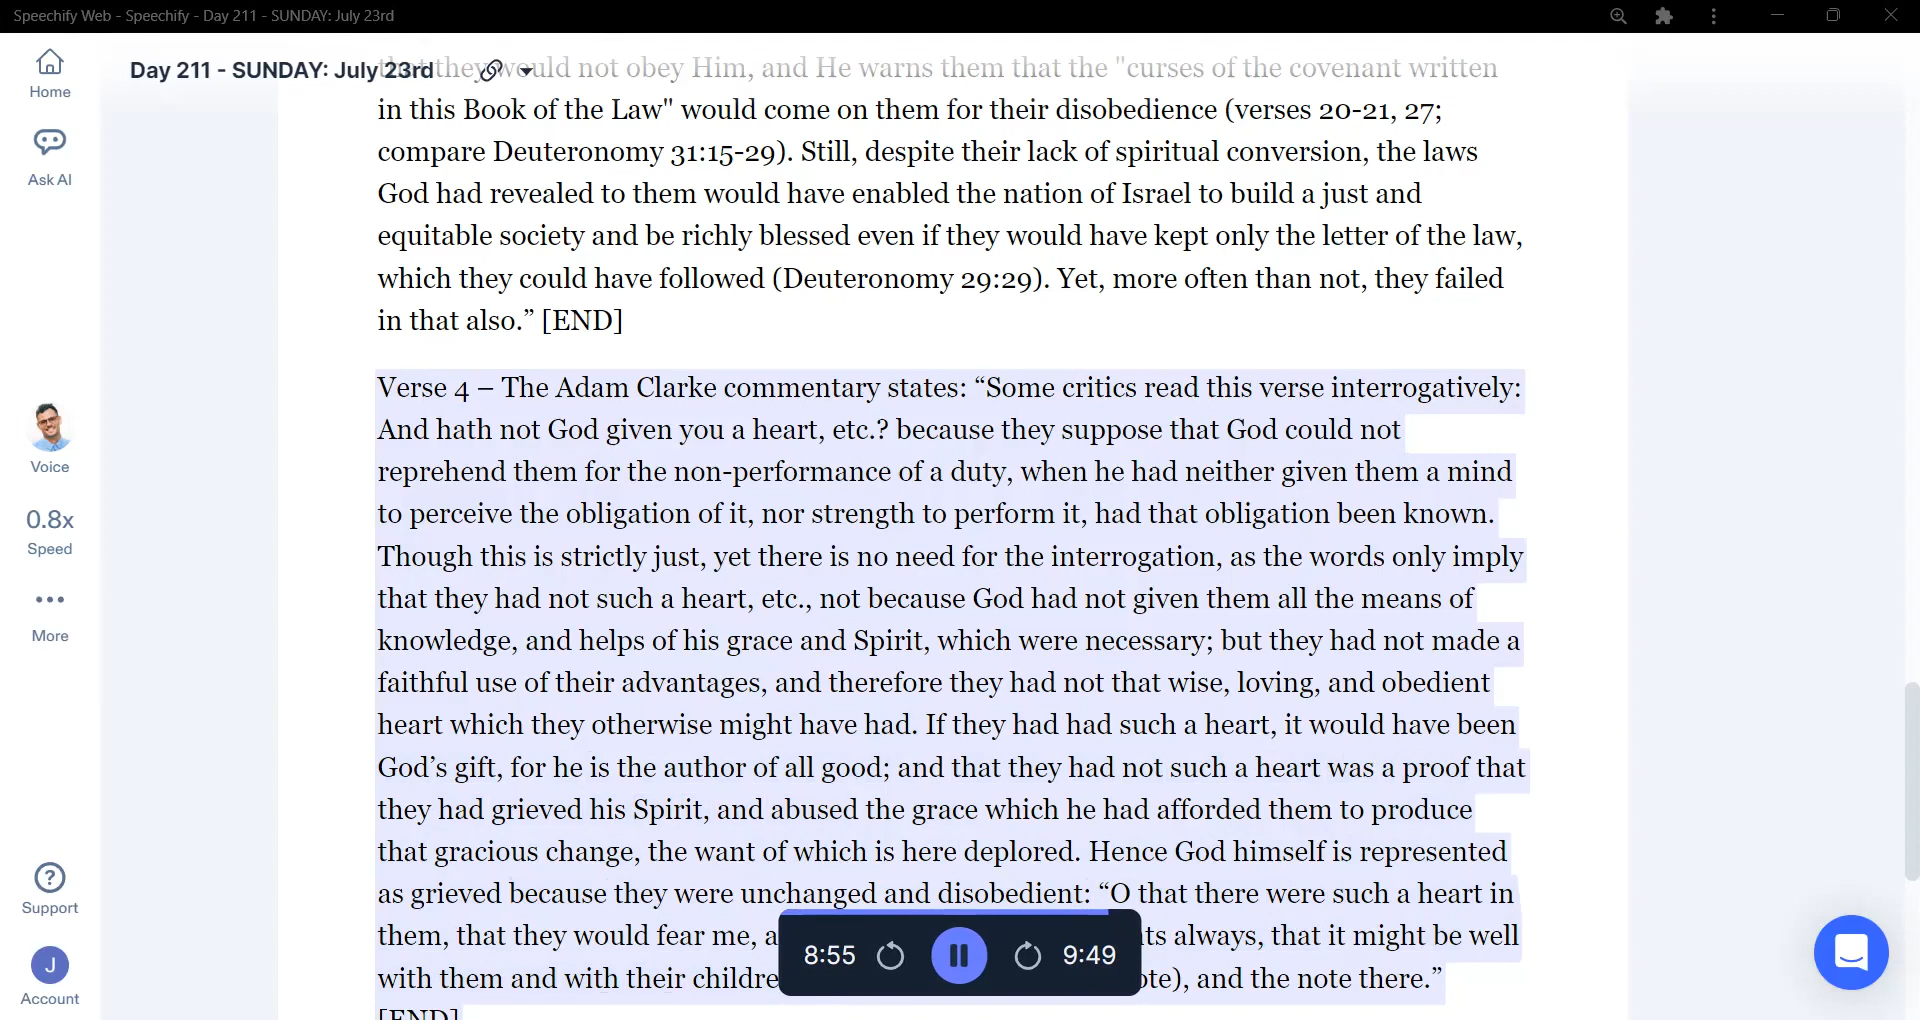 Speechify Web - Speechify - Day 211 - SUNDAY: July 23rd
Home
Ask AI
Voice
0.8x
Speed
More
Support
J
Account
Day 211 - SUNDAY: July 23rd
they would not obey Him, and He warns them that the "curses of the covenant written
in this Book of the Law" would come on them for their disobedience (verses 20-21, 27;
compare Deuteronomy 31:15-29). Still, despite their lack of spiritual conversion, the laws
God had revealed to them would have enabled the nation of Israel to build a just and
equitable society and be richly blessed even if they would have kept only the letter of the law,
which they could have followed (Deuteronomy 29:29). Yet, more often than not, they failed
in that also.” [END]
Verse 4 – The Adam Clarke commentary states: “Some critics read this verse interrogatively:
And hath not God given you a heart, etc.? because they suppose that God could not
reprehend them for the non-performance of a duty, when he had neither given them a mind
to perceive the obligation of it, nor strength to perform it, had that obligation been known.
Though this is strictly just, yet there is no need for the interrogation, as the words only imply
that they had not such a heart, etc., not because God had not given them all the means of
knowledge, and helps of his grace and Spirit, which were necessary; but they had not made a
faithful use of their advantages, and therefore they had not that wise, loving, and obedient
heart which they otherwise might have had. If they had had such a heart, it would have been
God’s gift, for he is the author of all good; and that they had not such a heart was a proof that
they had grieved his Spirit, and abused the grace which he had afforded them to produce
that gracious change, the want of which is here deplored. Hence God himself is represented
as grieved because they were unchanged and disobedient: “O that there were such a heart in
them, that they would fear me, a ts always, that it might be well
with them and with their childre ote), and the note there.”
[END]
8:55
9:49